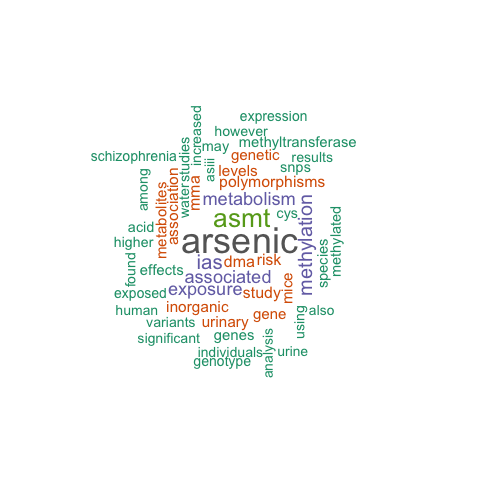 expression
increased
however
methyltransferase
studies
may
schizophrenia
genetic
results
asiii
levels
snps
among
association
mma
polymorphisms
metabolites
water
metabolism
cys
methylated
acid
asmt
methylation
higher
arsenic
species
found
ias
dma
risk
effects
associated
mice
exposed
exposure
study
human
inorganic
gene
using
also
variants
urinary
significant
genes
analysis
individuals
urine
genotype